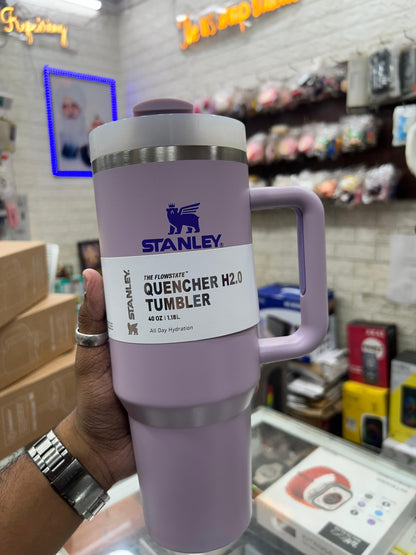 STANLEY
THE FLOWSTATE™
QUENCHER H2.0
TUMBLER
40 OZ | 1.18L
All Day Hydration
STANLEY